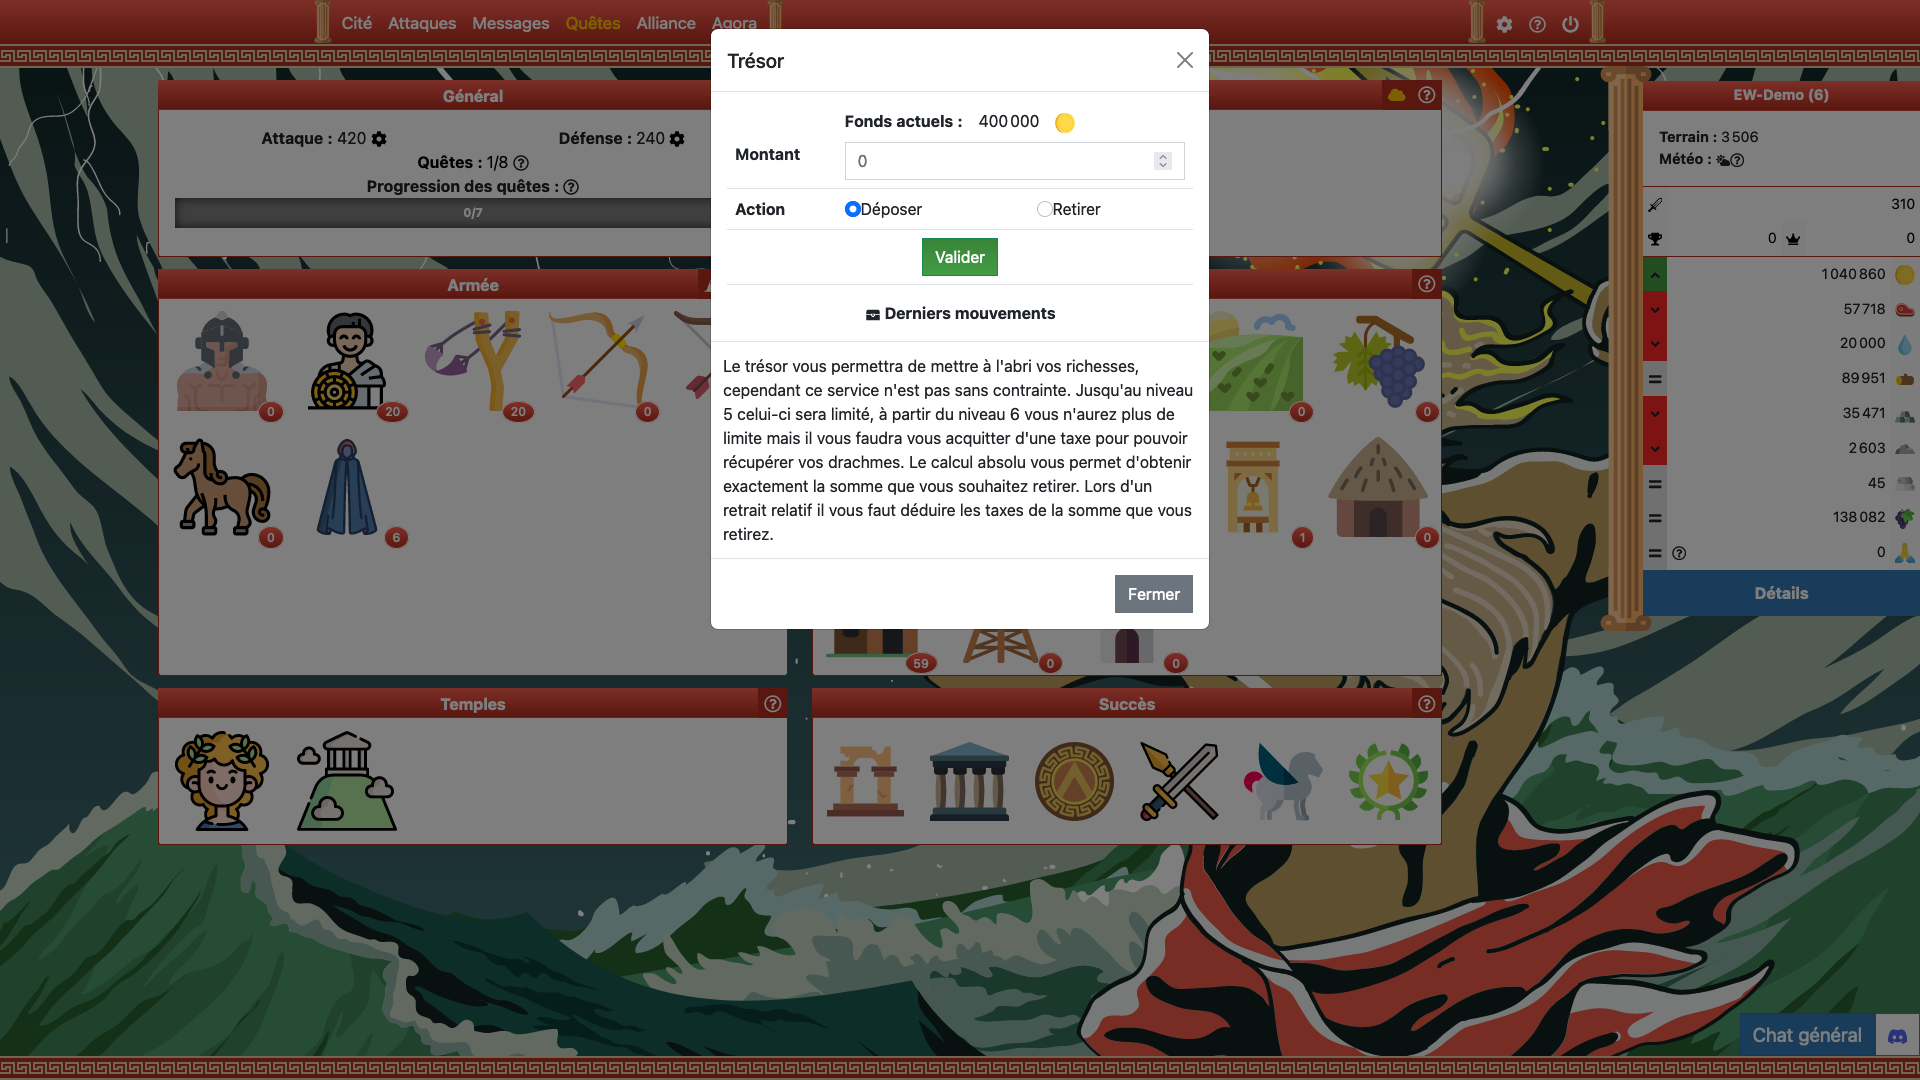 Cité Attaques Messages Quêtes Alliance Agora
Trésor
Fonds actuels : 400 000
Montant
0
Action Déposer Retirer
Valider
Derniers mouvements
Le trésor vous permettra de mettre à l'abri vos richesses,
cependant ce service n'est pas sans contrainte. Jusqu'au niveau
5 celui-ci sera limité, à partir du niveau 6 vous n'aurez plus de
limite mais il vous faudra vous acquitter d'une taxe pour pouvoir
récupérer vos drachmes. Le calcul absolu vous permet d'obtenir
exactement la somme que vous souhaitez retirer. Lors d'un
retrait relatif il vous faut déduire les taxes de la somme que vous
retirez.
Fermer
Général
Attaque : 420 Défense : 240
Quêtes : 1/8
Progression des quêtes :
0/7
Armée
0 20 20 0
0 6
0 0
1 0
59 0 0
Temples
Succès
EW-Demo (6)
Terrain : 3 506
Météo :
310
0 0
1 040 860
57 718
20 000
89 951
35 471
2 603
45
138 082
0
Détails
Chat général